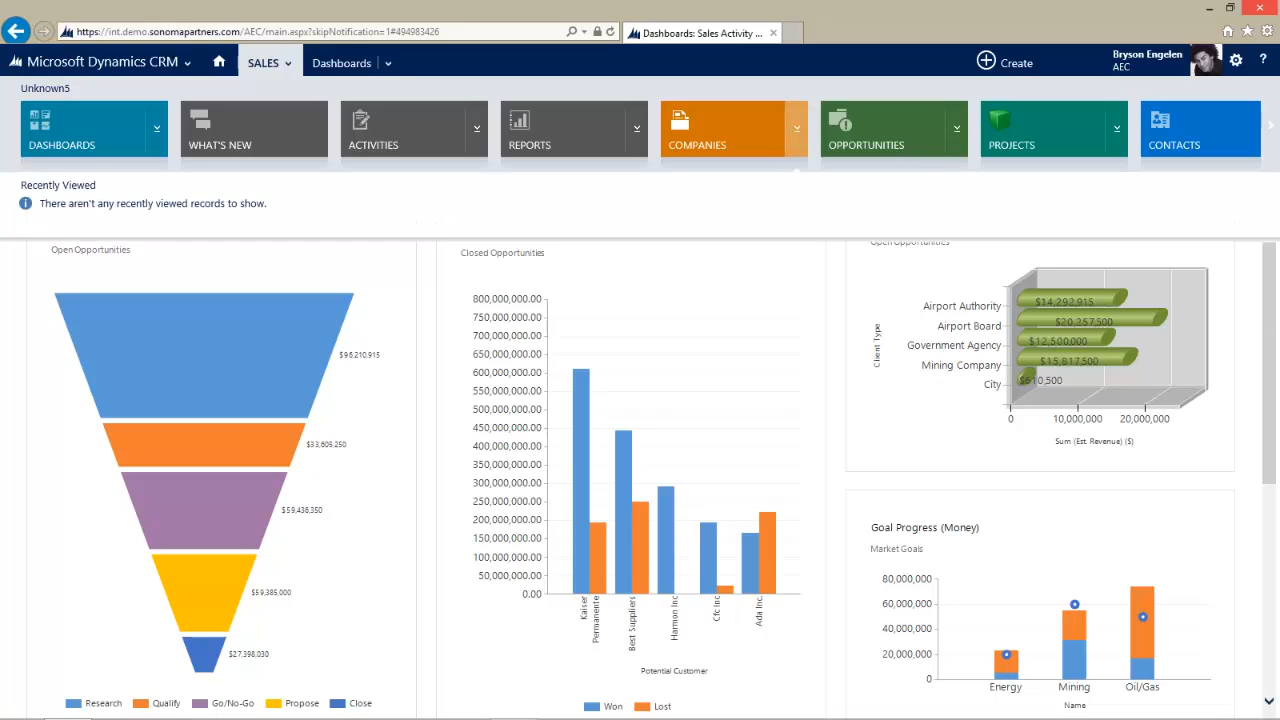 https://int.demo.sonomapartners.com/AEC/main.aspx?skipNotification=1#494983426
Dashboards: Sales Activity ...
Microsoft Dynamics CRM
SALES
Dashboards
Create
Bryson Engelen
AEC
?
Unknown5
DASHBOARDS
WHAT'S NEW
ACTIVITIES
REPORTS
COMPANIES
OPPORTUNITIES
PROJECTS
CONTACTS
Recently Viewed
There aren't any recently viewed records to show.
Open Opportunities
$96,210,915
$33,605,250
$59,436,350
$59,385,000
$27,398,030
Research
Qualify
Go/No-Go
Propose
Close
Closed Opportunities
800,000,000.00
750,000,000.00
700,000,000.00
650,000,000.00
600,000,000.00
550,000,000.00
500,000,000.00
450,000,000.00
400,000,000.00
350,000,000.00
300,000,000.00
250,000,000.00
200,000,000.00
150,000,000.00
100,000,000.00
50,000,000.00
0.00
Kaiser
Permanente
Best Suppliers
Harmon Inc
Cfc Inc
Ada Inc.
Potential Customer
Won
Lost
Open Opportunities
Client Type
Airport Authority
$14,292,915
Airport Board
$20,257,500
Government Agency
$12,500,000
Mining Company
$15,817,500
City
$610,500
0
10,000,000
20,000,000
Sum (Est. Revenue) ($)
Goal Progress (Money)
Market Goals
80,000,000
60,000,000
40,000,000
20,000,000
0
Energy
Mining
Oil/Gas
Name